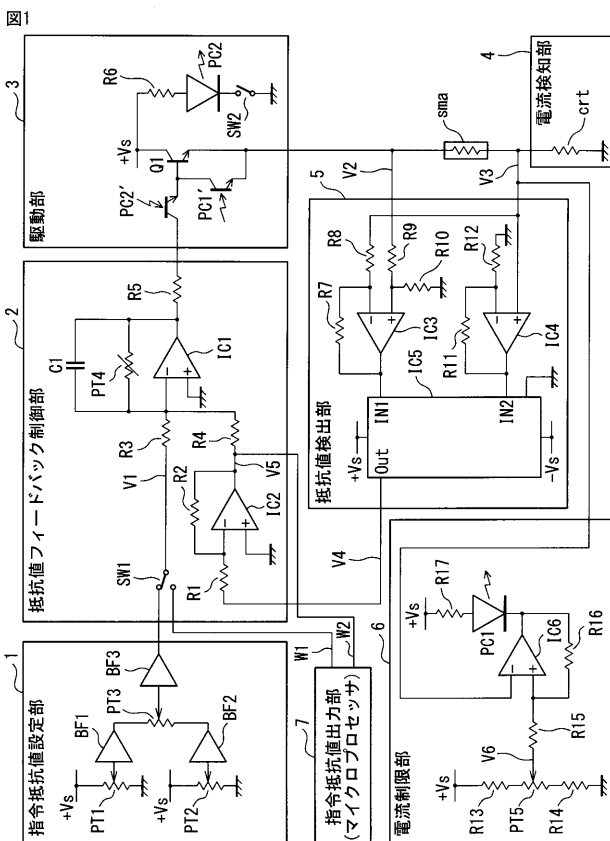 図1
1
指令抵抗値設定部
+Vs
PT1
BF1
PT3
BF3
+Vs
PT2
BF2
2
抵抗値フィードバック制御部
C1
PT4
SW1
V1
R3
IC1
R5
R2
R4
R1
V5
IC2
3
駆動部
+Vs
R6
PC2
SW2
Q1
PC2'
PC1'
4
電流検知部
crt
sma
V2
V3
5
抵抗値検出部
R8
R9
R10
R7
IC3
R12
R11
IC4
IC5
IN1
IN2
+Vs
Out
-Vs
V4
6
電流制限部
+Vs
R17
PC1
IC6
R16
R15
V6
+Vs
R13
PT5
R14
7
指令抵抗値出力部
(マイクロプロセッサ)
W1
W2